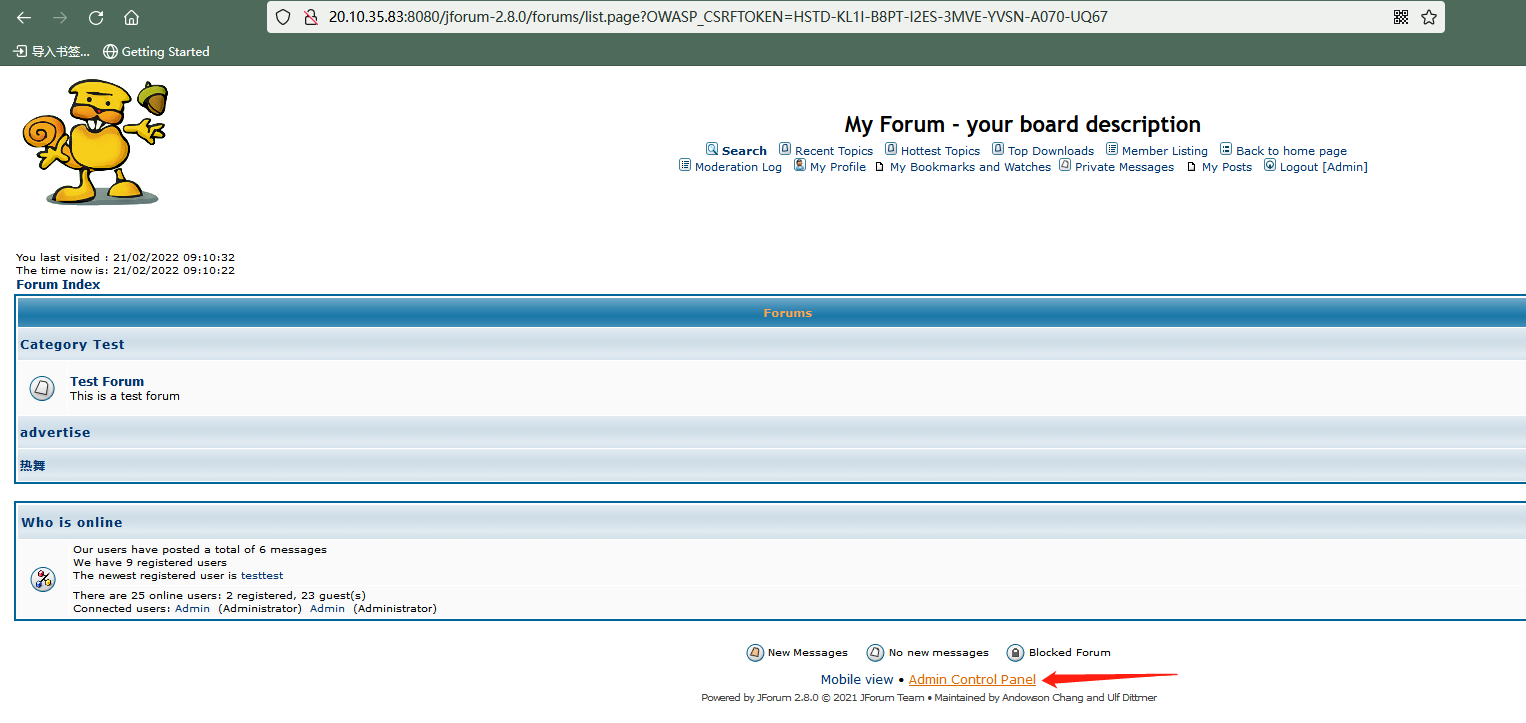 20.10.35.83:8080/jforum-2.8.0/forums/list.page?OWASP_CSRFTOKEN=HSTD-KL1I-B8PT-I2ES-3MVE-YVSN-A070-UQ67
导入书签... Getting Started
My Forum - your board description
Search Recent Topics Hottest Topics Top Downloads Member Listing Back to home page
Moderation Log My Profile My Bookmarks and Watches Private Messages My Posts Logout [Admin]
You last visited : 21/02/2022 09:10:32
The time now is: 21/02/2022 09:10:22
Forum Index
Forums
Category Test
Test Forum
This is a test forum
advertise
热舞
Who is online
Our users have posted a total of 6 messages
We have 9 registered users
The newest registered user is testtest
There are 25 online users: 2 registered, 23 guest(s)
Connected users: Admin (Administrator) Admin (Administrator)
New Messages No new messages Blocked Forum
Mobile view • Admin Control Panel
Powered by JForum 2.8.0 © 2021 JForum Team • Maintained by Andowson Chang and Ulf Dittmer